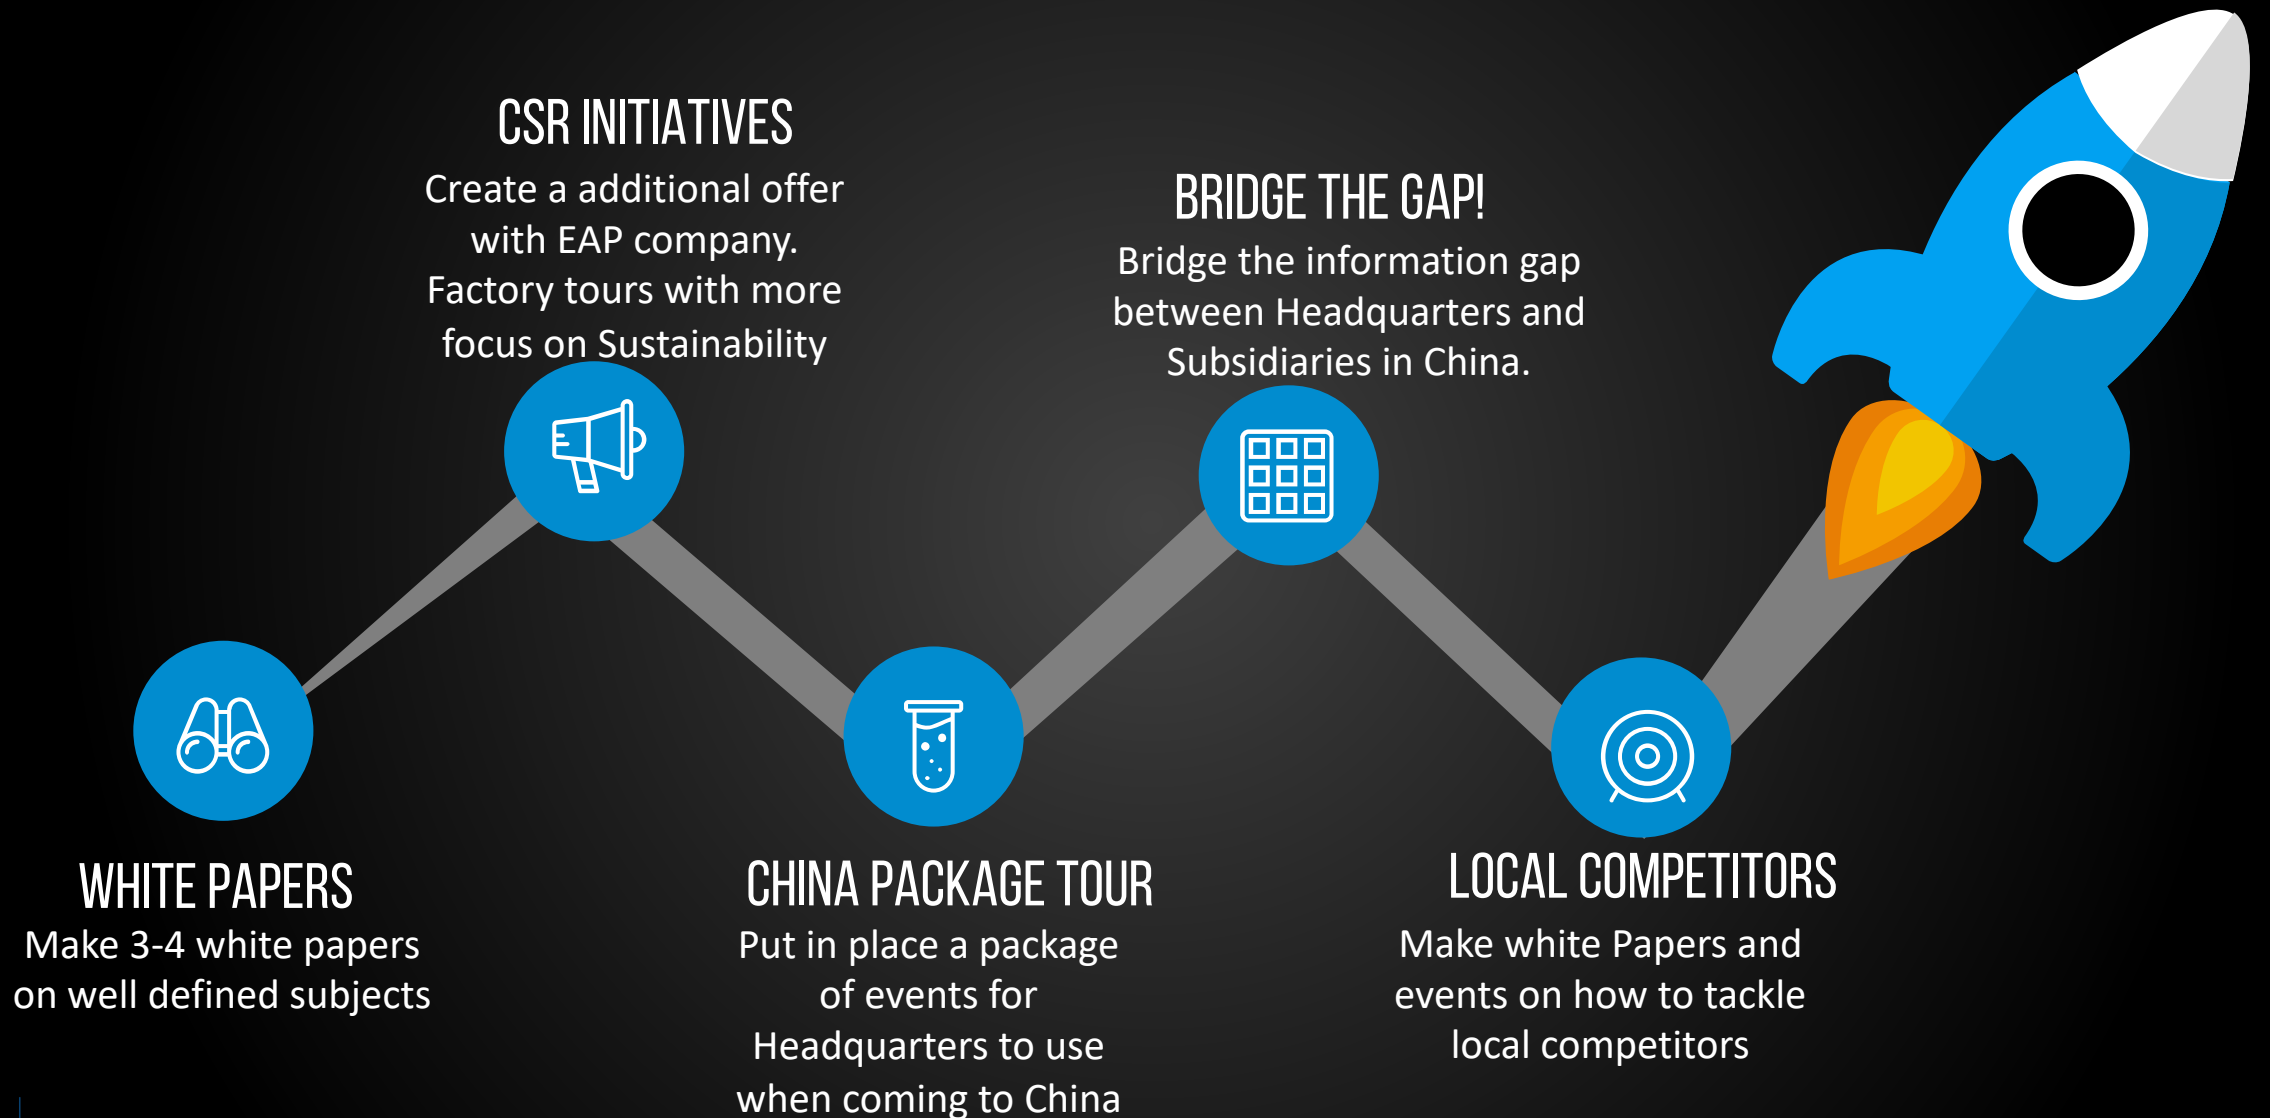 CSR INITIATIVES
Create a additional offer
with EAP company.
Factory tours with more
focus on Sustainability
BRIDGE THE GAP!
Bridge the information gap
between Headquarters and
Subsidiaries in China.
WHITE PAPERS
Make 3-4 white papers
on well defined subjects
CHINA PACKAGE TOUR
Put in place a package
of events for
Headquarters to use
when coming to China
LOCAL COMPETITORS
Make white Papers and
events on how to tackle
local competitors